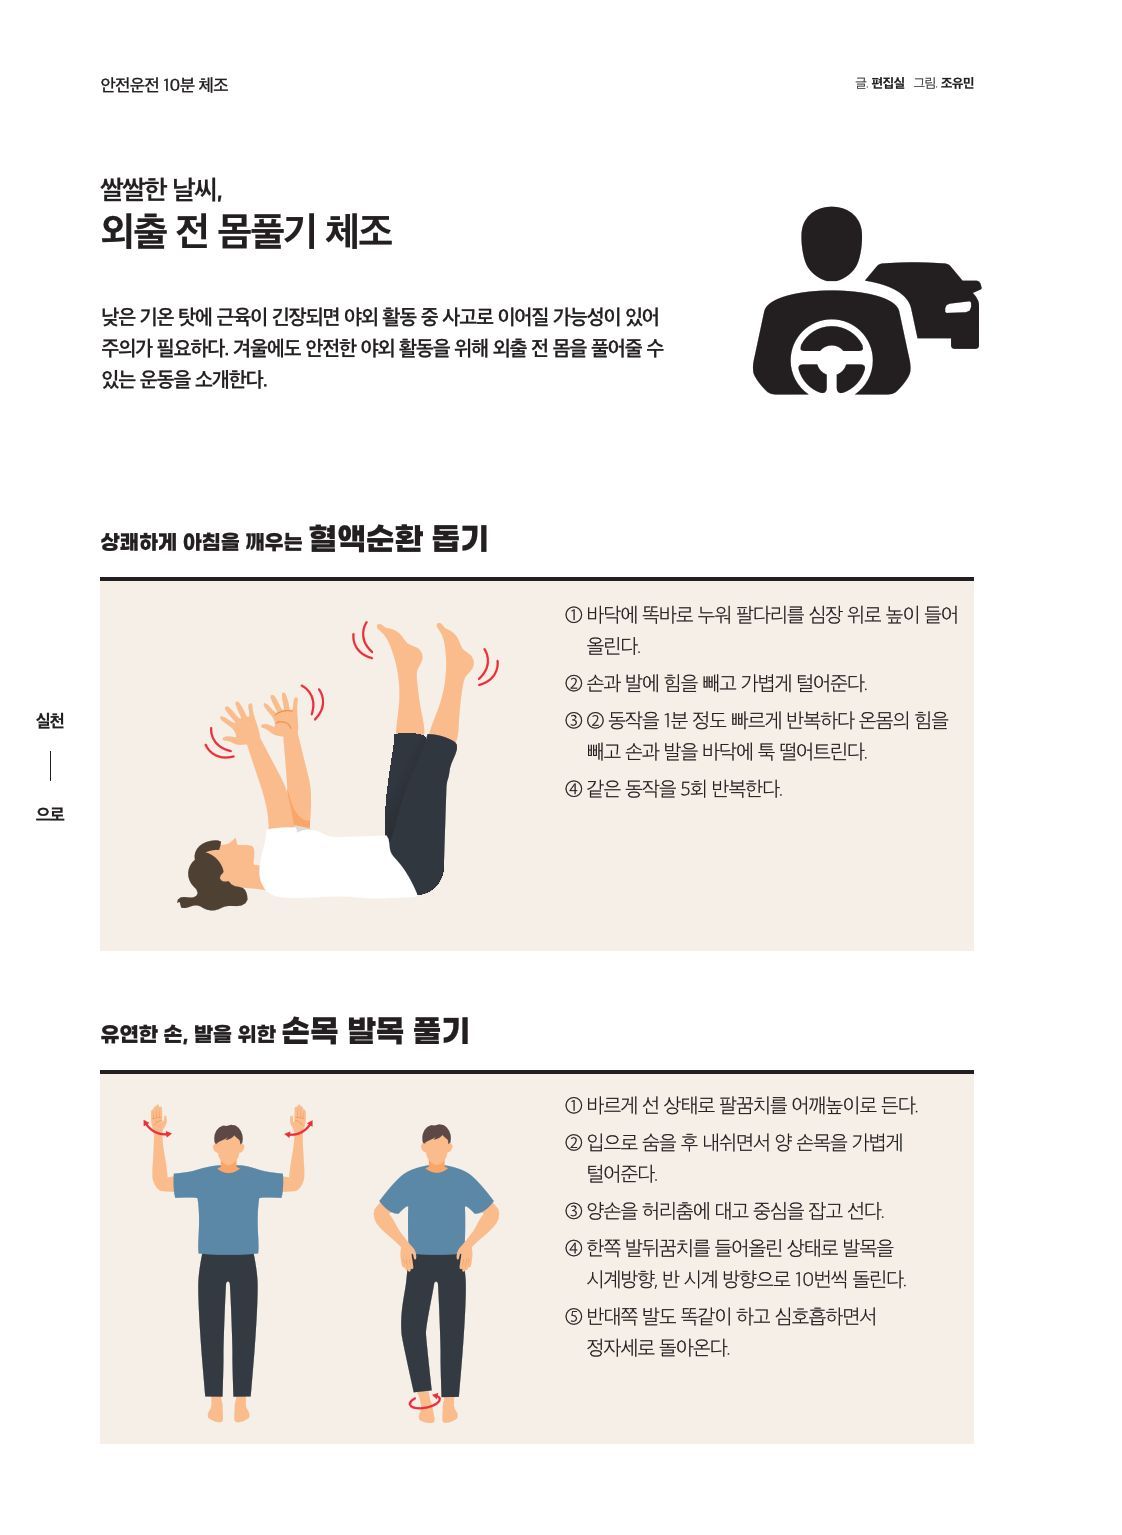 안전운전 10분 체조
글. 편집실 그림. 조유민
쌀쌀한 날씨,
외출 전 몸풀기 체조
낮은 기온 탓에 근육이 긴장되면 야외 활동 중 사고로 이어질 가능성이 있어
주의가 필요하다. 겨울에도 안전한 야외 활동을 위해 외출 전 몸을 풀어줄 수
있는 운동을 소개한다.
상쾌하게 아침을 깨우는 혈액순환 돕기
① 바닥에 똑바로 누워 팔다리를 심장 위로 높이 들어
올린다.
② 손과 발에 힘을 빼고 가볍게 털어준다.
③ ② 동작을 1분 정도 빠르게 반복하다 온몸의 힘을
빼고 손과 발을 바닥에 툭 떨어트린다.
④ 같은 동작을 5회 반복한다.
실천
으로
유연한 손, 발을 위한 손목 발목 풀기
① 바르게 선 상태로 팔꿈치를 어깨높이로 든다.
② 입으로 숨을 후 내쉬면서 양 손목을 가볍게
털어준다.
③ 양손을 허리춤에 대고 중심을 잡고 선다.
④ 한쪽 발뒤꿈치를 들어올린 상태로 발목을
시계방향, 반 시계 방향으로 10번씩 돌린다.
⑤ 반대쪽 발도 똑같이 하고 심호흡하면서
정자세로 돌아온다.